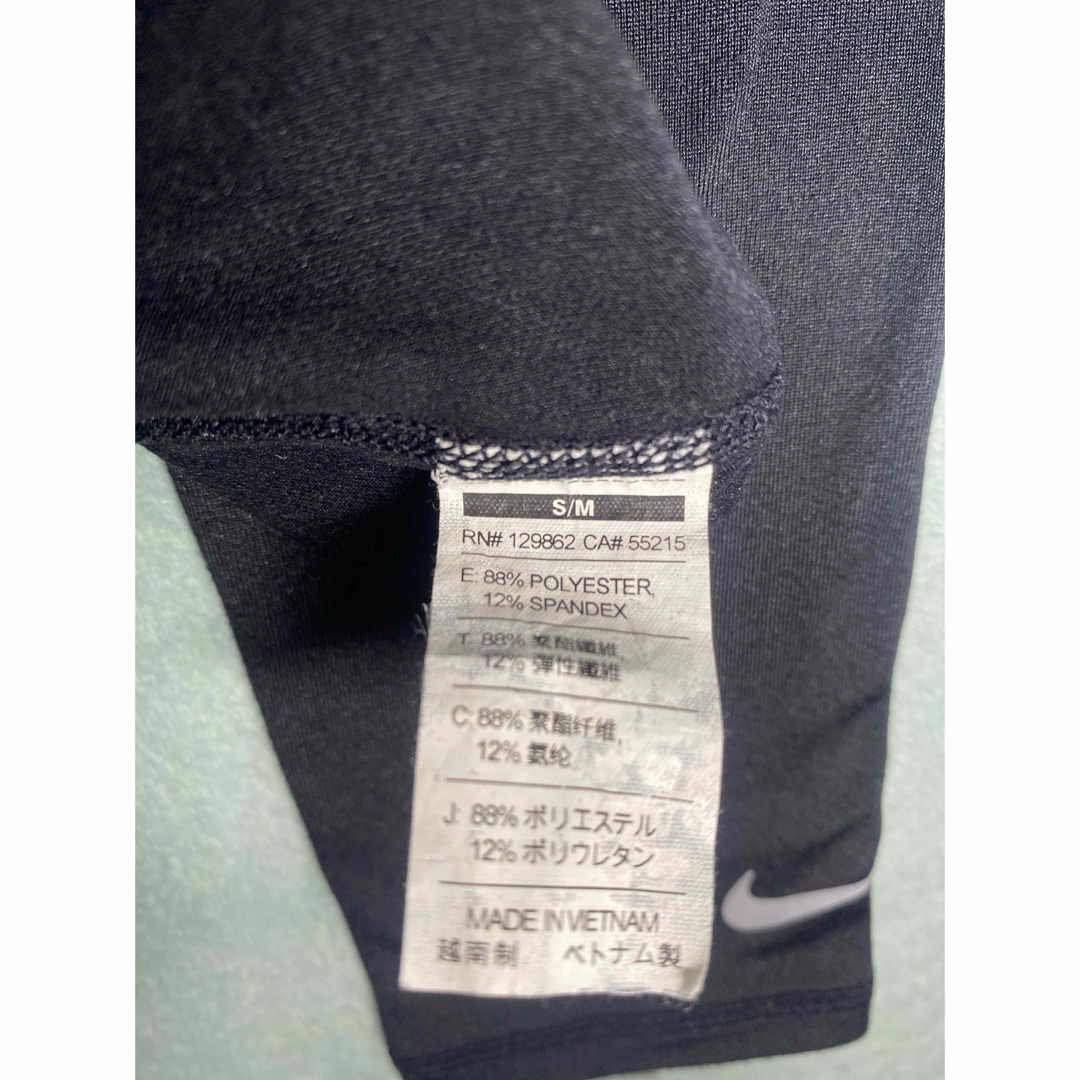 S/M
RN# 129862 CA# 55215
E: 88% POLYESTER,
12% SPANDEX
T: 88% 聚酯纖維,
12% 彈性纖維
C: 88% 聚酯纤维,
12% 氨纶
J: 88% ポリエステル
12% ポリウレタン
MADE IN VIETNAM
越南制 ベトナム製